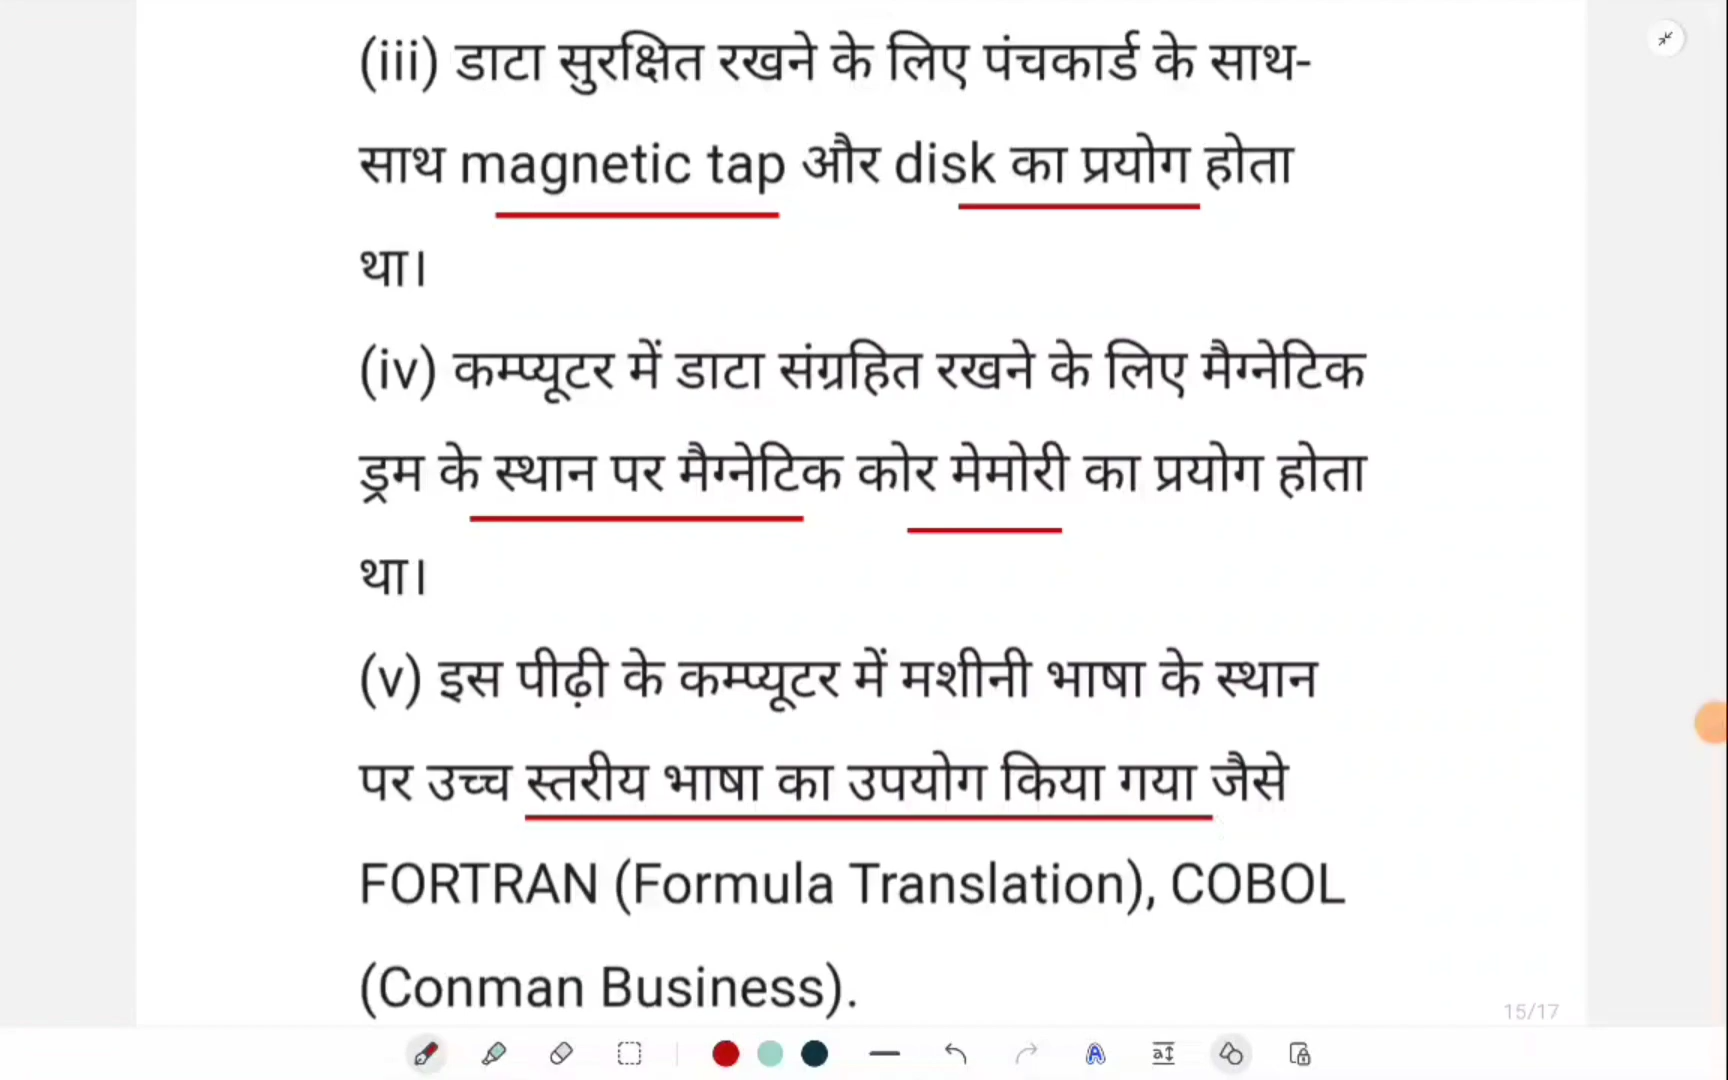 (iii) डाटा सुरक्षित रखने के लिए पंचकार्ड के साथ-
साथ magnetic tap और disk का प्रयोग होता
था।
(iv) कम्प्यूटर में डाटा संग्रहित रखने के लिए मैग्नेटिक
ड्रम के स्थान पर मैग्नेटिक कोर मेमोरी का प्रयोग होता
था।
(v) इस पीढ़ी के कम्प्यूटर में मशीनी भाषा के स्थान
पर उच्च स्तरीय भाषा का उपयोग किया गया जैसे
FORTRAN (Formula Translation), COBOL
(Conman Business).
15/17